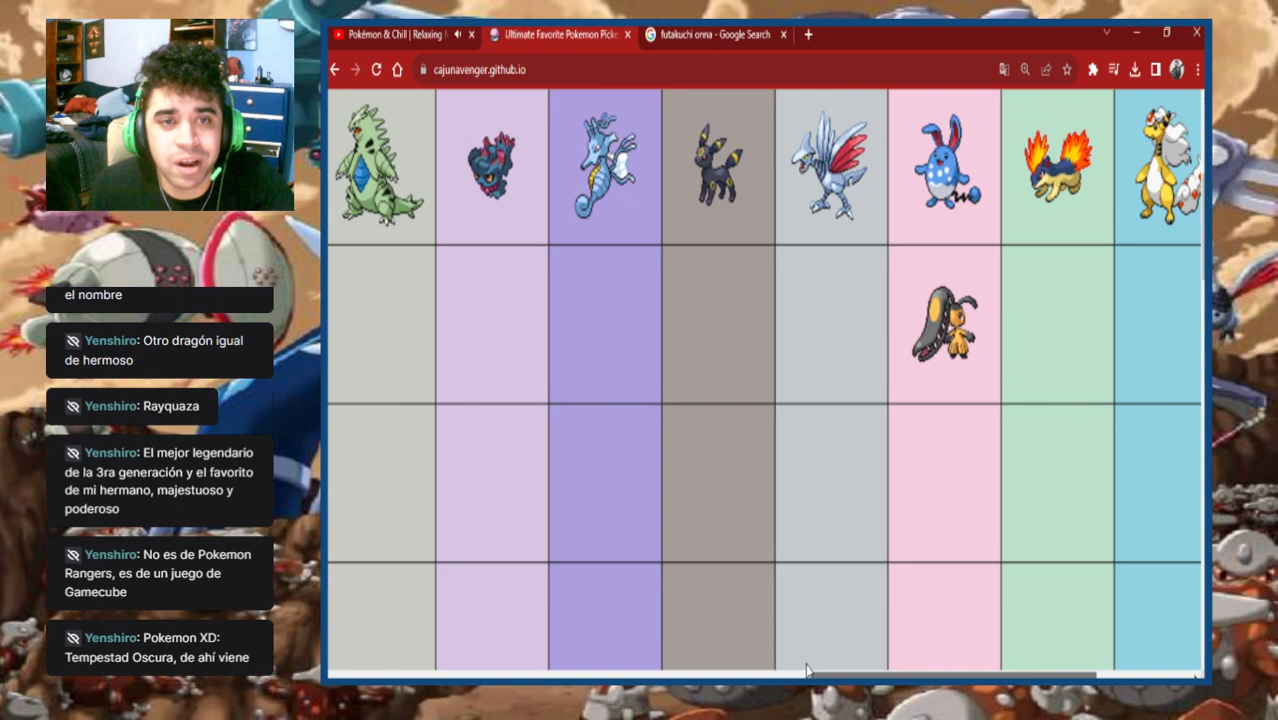 Pokémon & Chill | Relaxing
Ultimate Favorite Pokemon Picke
futakuchi onna - Google Search
cajunavenger.github.io
el nombre
Yenshiro: Otro dragón igual
de hermoso
Yenshiro: Rayquaza
Yenshiro: El mejor legendario
de la 3ra generación y el favorito
de mi hermano, majestuoso y
poderoso
Yenshiro: No es de Pokemon
Rangers, es de un juego de
Gamecube
Yenshiro: Pokemon XD:
Tempestad Oscura, de ahí viene